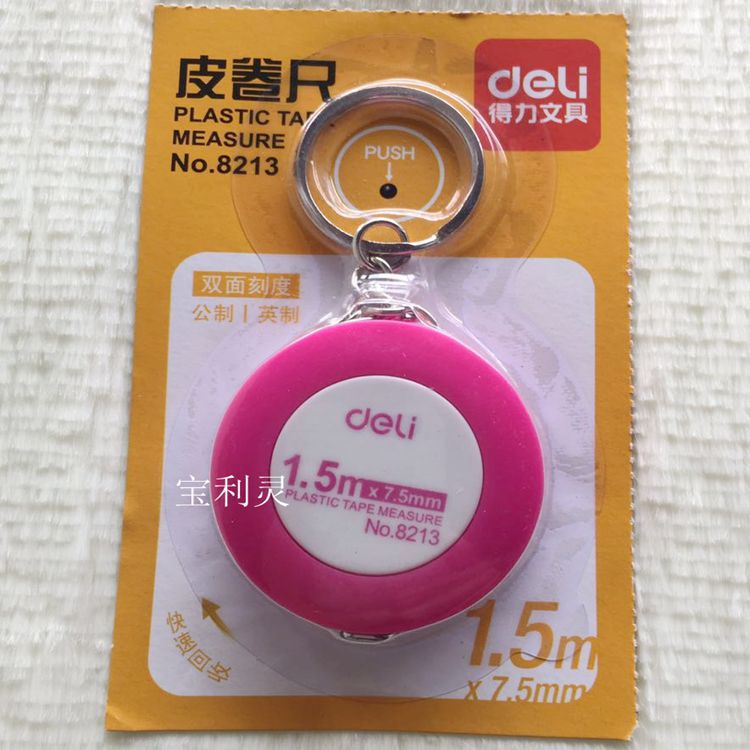 皮卷尺
PLASTIC TAPE
MEASURE
No.8213
deli
得力文具
PUSH
双面刻度
公制 | 英制
deli
1.5m x 7.5mm
PLASTIC TAPE MEASURE
No.8213
宝利灵
快速回收
1.5m
x 7.5mm